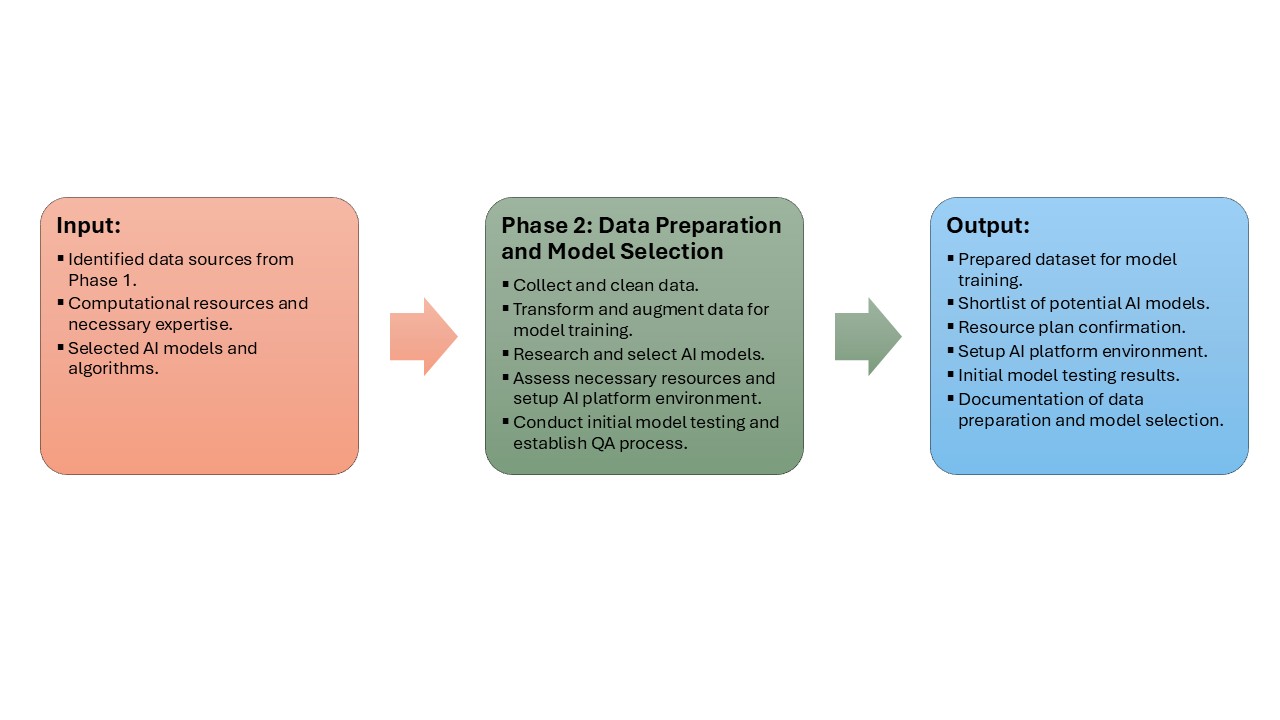 Input:
▪ Identified data sources from
Phase 1.
▪ Computational resources and
necessary expertise.
▪ Selected AI models and
algorithms.
Phase 2: Data Preparation
and Model Selection
▪ Collect and clean data.
▪ Transform and augment data for
model training.
▪ Research and select AI models.
▪ Assess necessary resources and
setup AI platform environment.
▪ Conduct initial model testing and
establish QA process.
Output:
▪ Prepared dataset for model
training.
▪ Shortlist of potential AI models.
▪ Resource plan confirmation.
▪ Setup AI platform environment.
▪ Initial model testing results.
▪ Documentation of data
preparation and model selection.